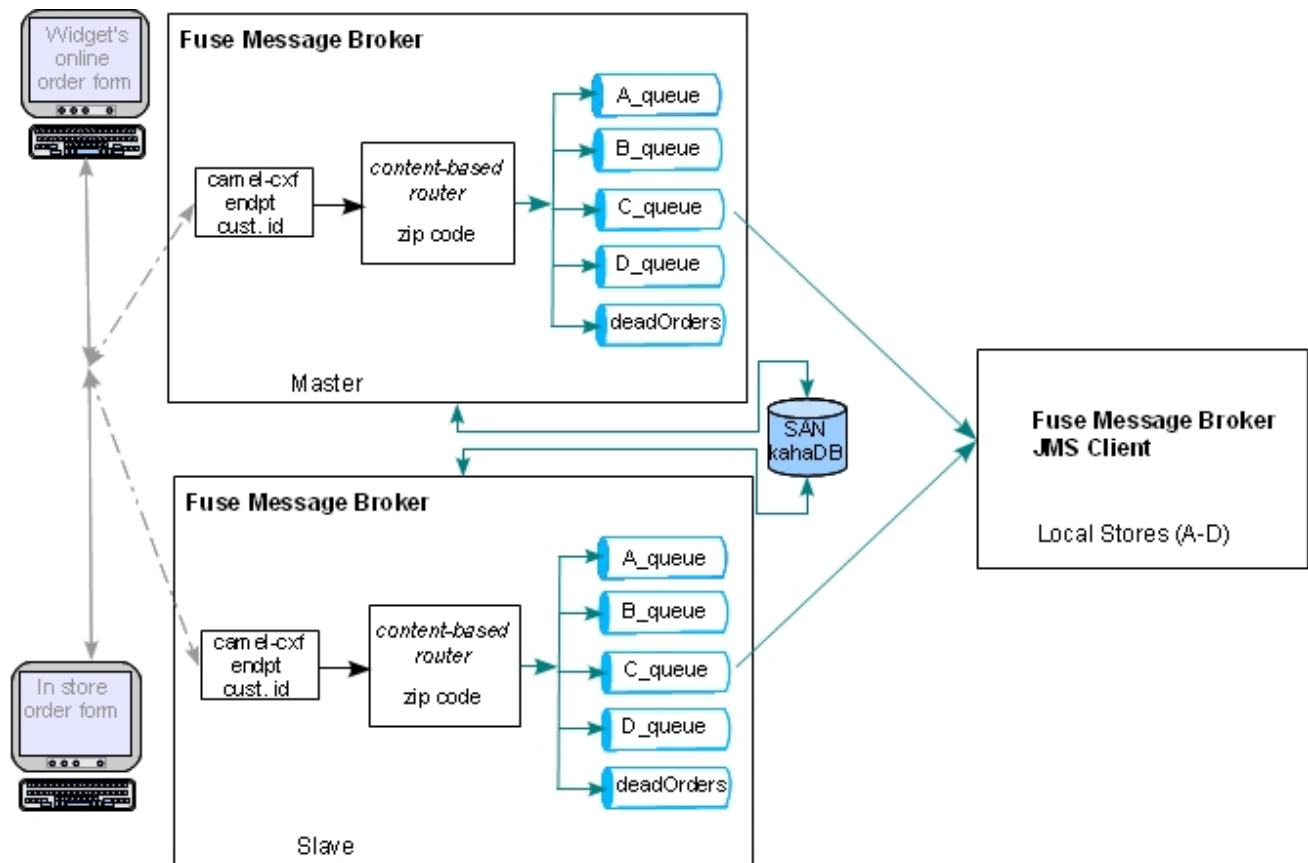 Widget's
online
order form
Fuse Message Broker
camel-cxf
endpt
cust. id
content-based
router
zip code
A_queue
B_queue
C_queue
D_queue
deadOrders
Master
SAN
kahaDB
Fuse Message Broker
JMS Client
Local Stores (A-D)
Fuse Message Broker
camel-cxf
endpt
cust. id
content-based
router
zip code
A_queue
B_queue
C_queue
D_queue
deadOrders
Slave
In store
order form